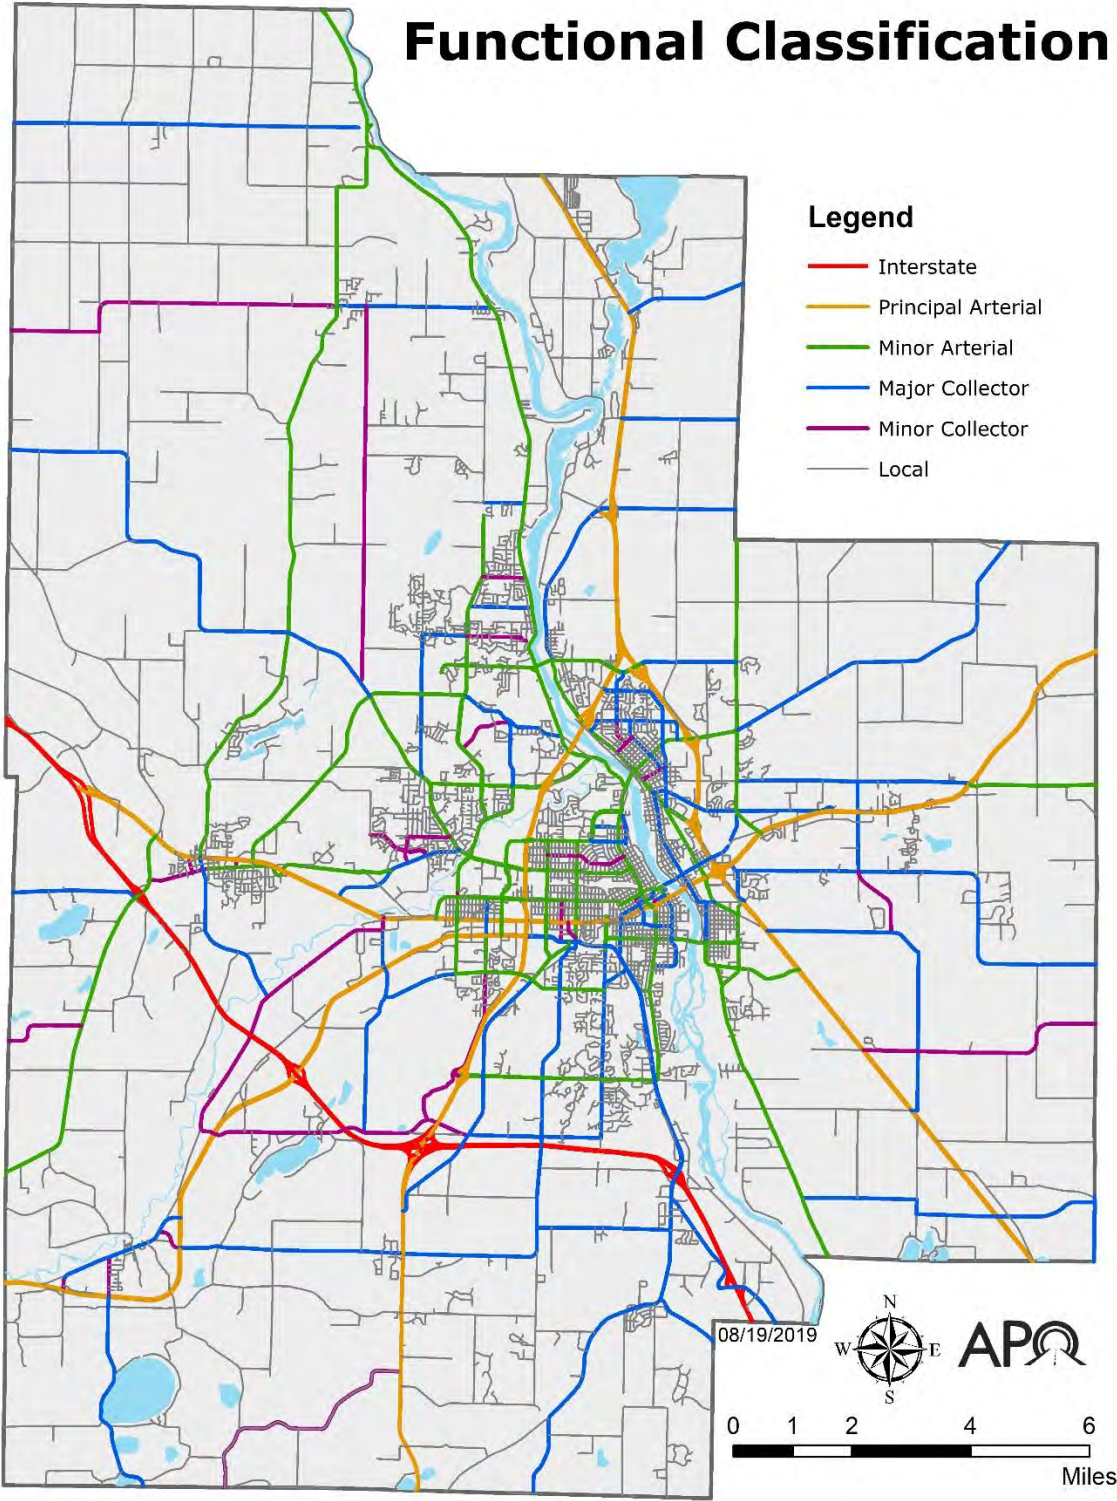 Functional Classification
Legend
Interstate
Principal Arterial
Minor Arterial
Major Collector
Minor Collector
Local
08/19/2019
N
W E
S
APO
0 1 2 4 6
Miles